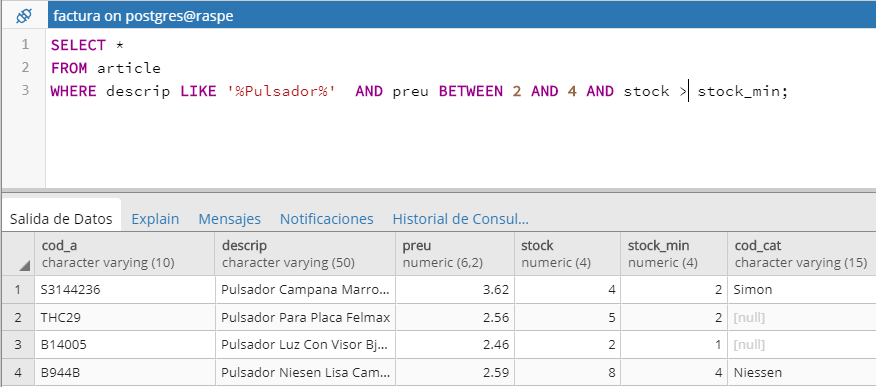 factura on postgres@raspe
1 SELECT *
2 FROM article
3 WHERE descrip LIKE '%Pulsador%'  AND preu BETWEEN 2 AND 4 AND stock > stock_min;
Salida de Datos Explain Mensajes Notificaciones Historial de Consul...
cod_a descrip preu stock stock_min cod_cat
character varying (10) character varying (50) numeric (6,2) numeric (4) numeric (4) character varying (15)
1 S3144236 Pulsador Campana Marro... 3.62 4 2 Simon
2 THC29 Pulsador Para Placa Felmax 2.56 5 2 [null]
3 B14005 Pulsador Luz Con Visor Bj... 2.46 2 1 [null]
4 B944B Pulsador Niesen Lisa Cam... 2.59 8 4 Niessen